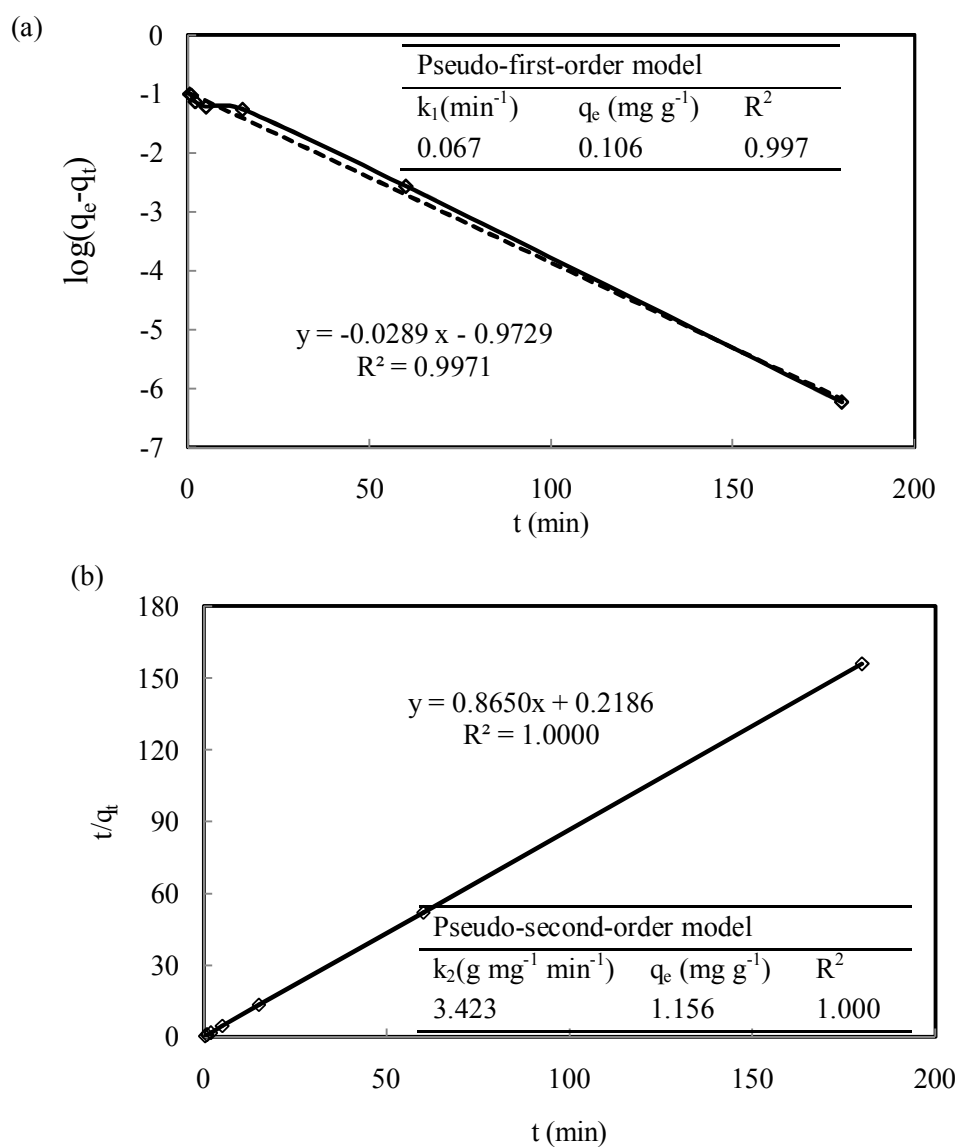 (a)
0
-1
-2
-3
-4
-5
-6
-7
log(qₑ-qₜ)
Pseudo-first-order model
k₁(min⁻¹) qₑ (mg g⁻¹) R²
0.067 0.106 0.997
y = -0.0289 x - 0.9729
R² = 0.9971
0 50 100 150 200
t (min)
(b)
180
150
120
90
60
30
0
t/qₜ
y = 0.8650x + 0.2186
R² = 1.0000
Pseudo-second-order model
k₂(g mg⁻¹ min⁻¹) qₑ (mg g⁻¹) R²
3.423 1.156 1.000
0 50 100 150 200
t (min)